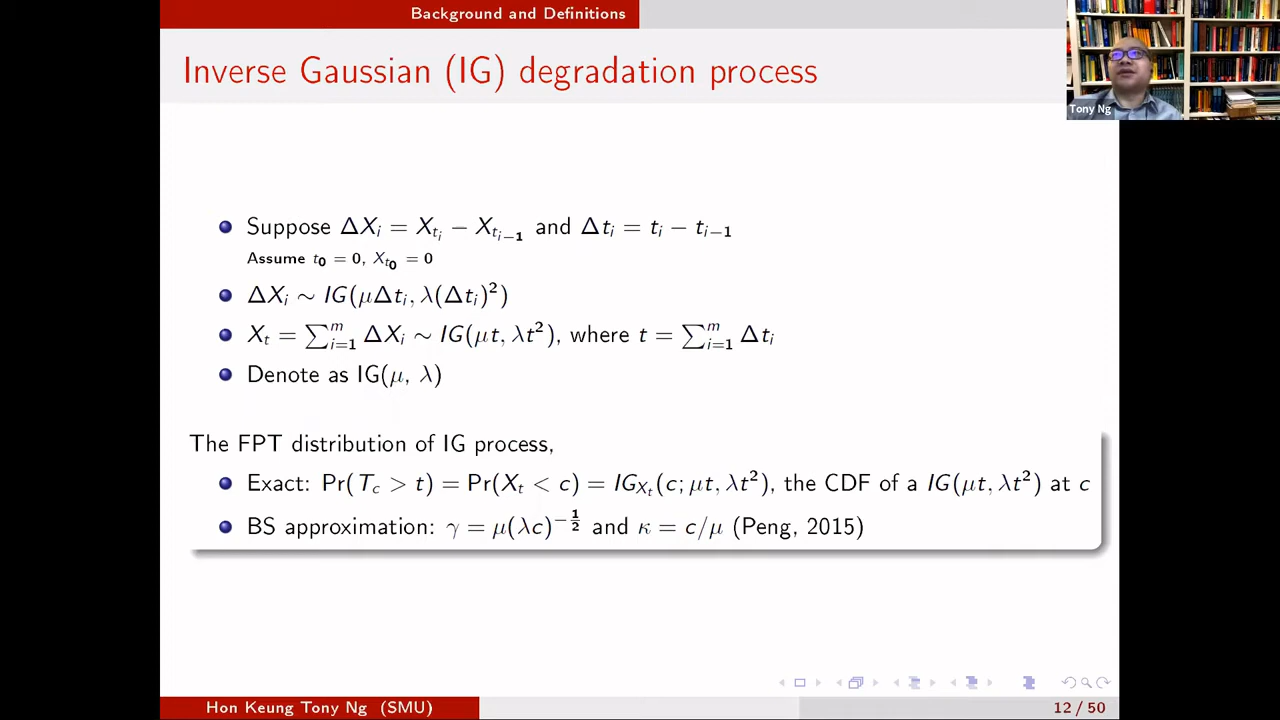 Background and Definitions
Inverse Gaussian (IG) degradation process
Tony Ng
Suppose ΔX_i = X_{t_i} − X_{t_{i−1}} and Δt_i = t_i − t_{i−1}
Assume t_0 = 0, X_{t_0} = 0
ΔX_i ∼ IG(μΔt_i, λ(Δt_i)^2)
X_t = ∑_{i=1}^m ΔX_i ∼ IG(μt, λt^2), where t = ∑_{i=1}^m Δt_i
Denote as IG(μ, λ)
The FPT distribution of IG process,
Exact: Pr(T_c > t) = Pr(X_t < c) = IG_{X_t}(c; μt, λt^2), the CDF of a IG(μt, λt^2) at c
BS approximation: γ = μ(λc)^{−1/2} and κ = c/μ (Peng, 2015)
Hon Keung Tony Ng (SMU)
12 / 50